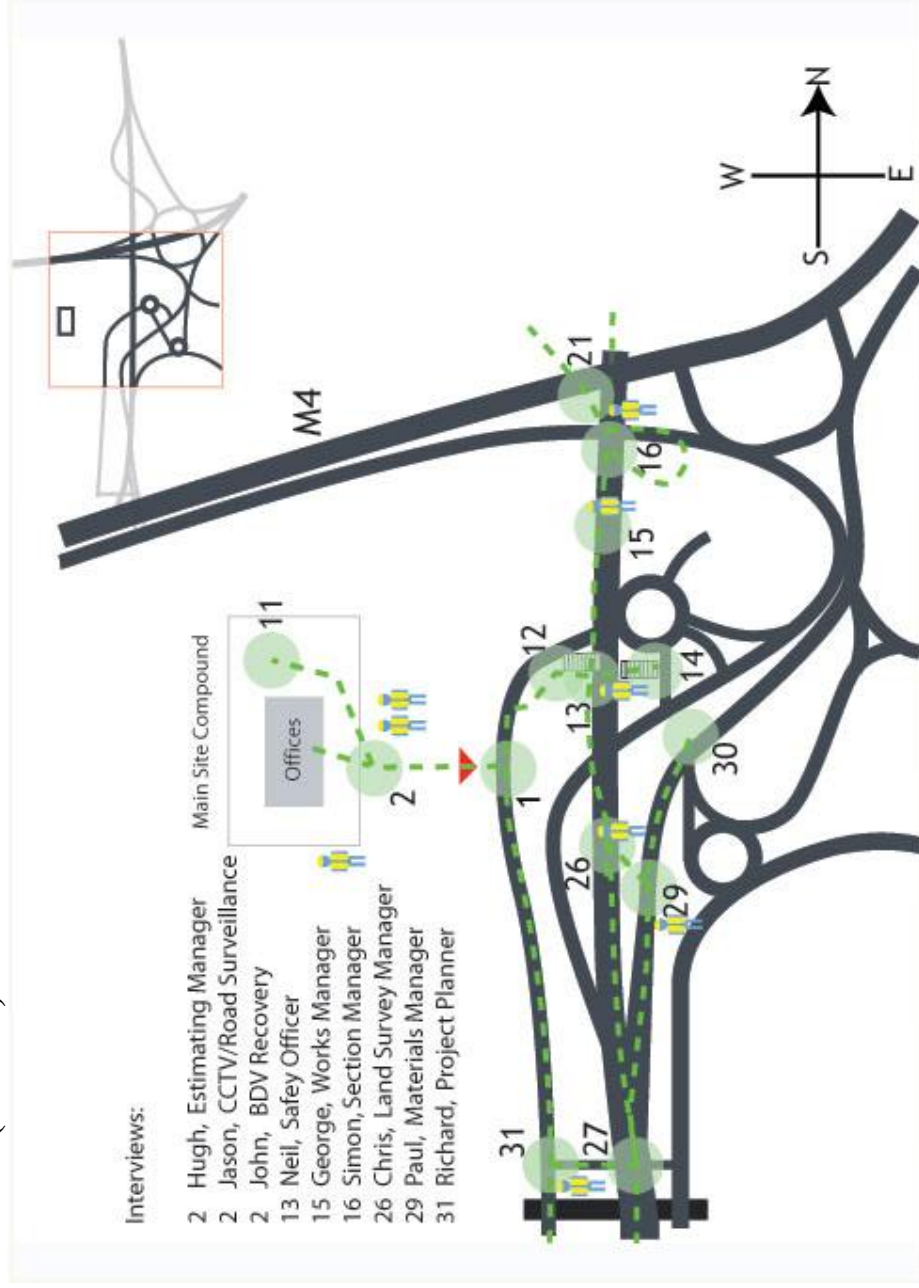 Interviews:
2 Hugh, Estimating Manager
2 Jason, CCTV/Road Surveillance
2 John, BDV Recovery
13 Neil, Safey Officer
15 George, Works Manager
16 Simon, Section Manager
26 Chris, Land Survey Manager
29 Paul, Materials Manager
31 Richard, Project Planner
Main Site Compound
Offices
11
2
M4
1
12
13
14
15
16
21
26
27
29
30
31
W
N
S
E